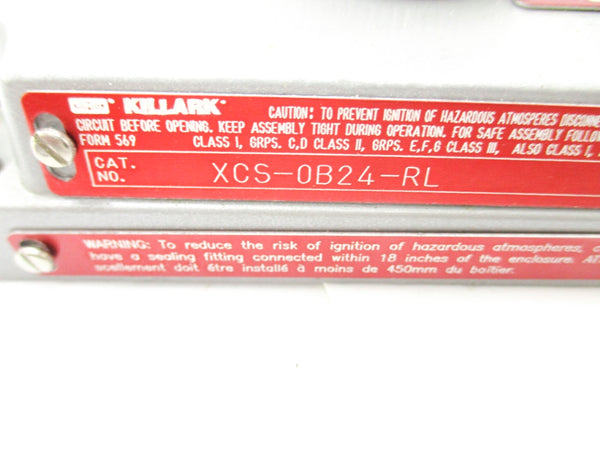 KILLARK
CAUTION: TO PREVENT IGNITION OF HAZARDOUS ATMOSPERES DISCONNE
CIRCUIT BEFORE OPENING. KEEP ASSEMBLY TIGHT DURING OPERATION. FOR SAFE ASSEMBLY FOLLOW
FORM 569 CLASS I, GRPS. C,D CLASS II, GRPS. E,F,G CLASS III, ALSO CLASS I,
CAT. NO. XCS-0B24-RL
WARNING: To reduce the risk of ignition of hazardous atmospheres,
have a sealing fitting connected within 18 inches of the enclosure.
scellement doit être installé à moins de 450mm du boîtier.